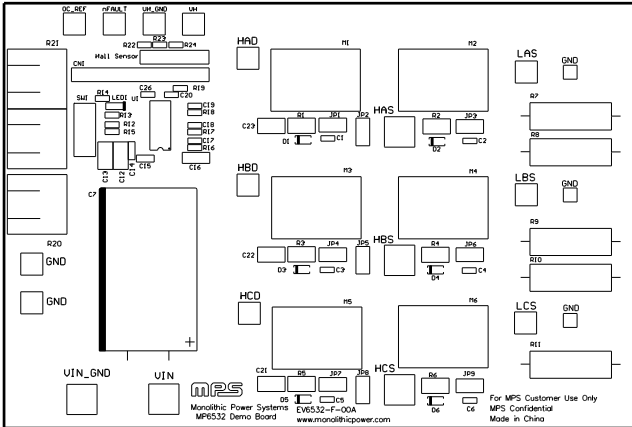 OC_REF nFAULT VH_GND VH
R21
R23
R22 R24
Hall Sensor
CN1
HAD
M1
M2
LAS
GND
R14
C26
R19
C20
SW1
LED1
U1
C19
R18
R13
R12
R15
C18
R17
C17
R16
C16
C15
C14
C13
C12
C23
R1
JP1
JP2
D1
C1
HAS
R2
JP3
D2
C2
R7
R8
HBD
M3
M4
LBS
GND
C7
R20
GND
GND
C22
R3
JP4
JP5
D3
C3
HBS
R4
JP6
D4
C4
R9
R10
HCD
M5
M6
LCS
GND
+
VIN_GND
VIN
C21
R5
JP7
JP8
D5
C5
HCS
R6
JP9
D6
C6
R11
mps
Monolithic Power Systems
MP6532 Demo Board
EV6532-F-00A
www.monolithicpower.com
For MPS Customer Use Only
MPS Confidential
Made in China